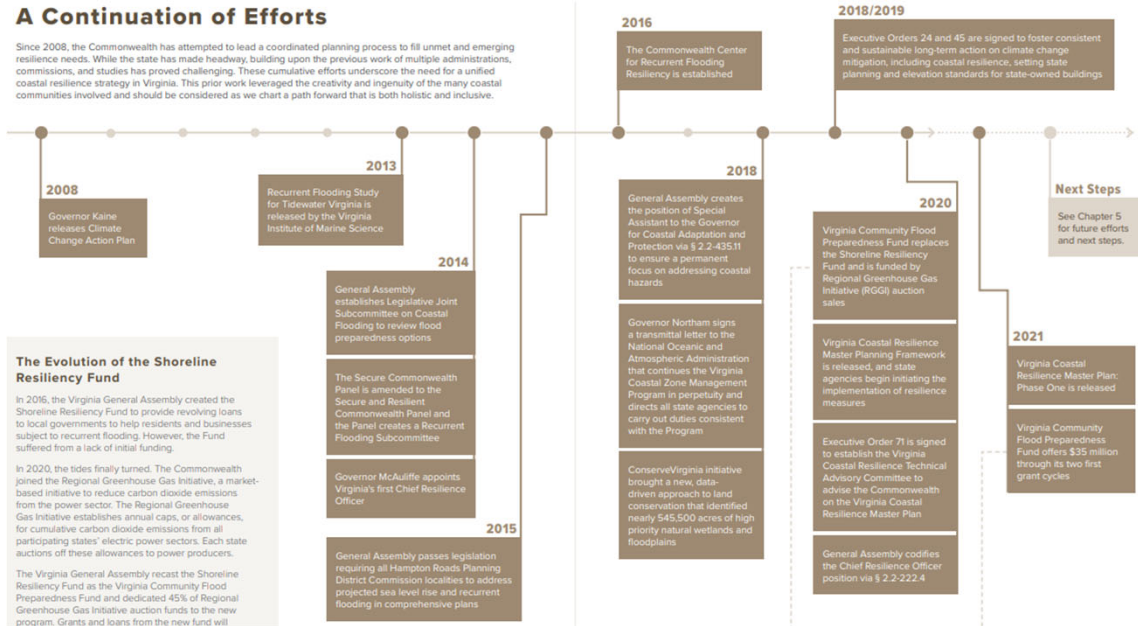 A Continuation of Efforts
Since 2008, the Commonwealth has attempted to lead a coordinated planning process to fill unmet and emerging
resilience needs. While the state has made headway, building upon the previous work of multiple administrations,
commissions, and studies has proved challenging. These cumulative efforts underscore the need for a unified
coastal resilience strategy in Virginia. This prior work leveraged the creativity and ingenuity of the many coastal
communities involved and should be considered as we chart a path forward that is both holistic and inclusive.
2008
Governor Kaine
releases Climate
Change Action Plan
2013
Recurrent Flooding Study
for Tidewater Virginia is
released by the Virginia
Institute of Marine Science
2014
General Assembly
establishes Legislative Joint
Subcommittee on Coastal
Flooding to review flood
preparedness options
The Secure Commonwealth
Panel is amended to the
Secure and Resilient
Commonwealth Panel and
the Panel creates a Recurrent
Flooding Subcommittee
Governor McAuliffe appoints
Virginia's first Chief Resilience
Officer
2015
General Assembly passes legislation
requiring all Hampton Roads Planning
District Commission localities to address
projected sea level rise and recurrent
flooding in comprehensive plans
The Evolution of the Shoreline
Resiliency Fund
In 2016, the Virginia General Assembly created the
Shoreline Resiliency Fund to provide revolving loans
to local governments to help residents and businesses
subject to recurrent flooding. However, the Fund
suffered from a lack of initial funding.
In 2020, the tides finally turned. The Commonwealth
joined the Regional Greenhouse Gas Initiative, a market-
based initiative to reduce carbon dioxide emissions
from the power sector. The Regional Greenhouse
Gas Initiative establishes annual caps, or allowances,
for cumulative carbon dioxide emissions from all
participating states' electric power sectors. Each state
auctions off these allowances to power producers.
The Virginia General Assembly recast the Shoreline
Resiliency Fund as the Virginia Community Flood
Preparedness Fund and dedicated 45% of Regional
Greenhouse Gas Initiative auction funds to the new
program. Grants and loans from the new fund will
2016
The Commonwealth Center
for Recurrent Flooding
Resiliency is established
2018
General Assembly creates
the position of Special
Assistant to the Governor
for Coastal Adaptation and
Protection via § 2.2-435.11
to ensure a permanent
focus on addressing coastal
hazards
Governor Northam signs
a transmittal letter to the
National Oceanic and
Atmospheric Administration
that continues the Virginia
Coastal Zone Management
Program in perpetuity and
directs all state agencies to
carry out duties consistent
with the Program
ConserveVirginia initiative
brought a new, data-
driven approach to land
conservation that identified
nearly 545,500 acres of high
priority natural wetlands and
floodplains
2018/2019
Executive Orders 24 and 45 are signed to foster consistent
and sustainable long-term action on climate change
mitigation, including coastal resilience, setting state
planning and elevation standards for state-owned buildings
2020
Virginia Community Flood
Preparedness Fund replaces
the Shoreline Resiliency
Fund and is funded by
Regional Greenhouse Gas
Initiative (RGGI) auction
sales
Virginia Coastal Resilience
Master Planning Framework
is released, and state
agencies begin initiating the
implementation of resilience
measures
Executive Order 71 is signed
to establish the Virginia
Coastal Resilience Technical
Advisory Committee to
advise the Commonwealth
on the Virginia Coastal
Resilience Master Plan
General Assembly codifies
the Chief Resilience Officer
position via § 2.2-222.4
2021
Virginia Coastal
Resilience Master Plan:
Phase One is released
Virginia Community
Flood Preparedness
Fund offers $35 million
through its two first
grant cycles
Next Steps
See Chapter 5
for future efforts
and next steps.